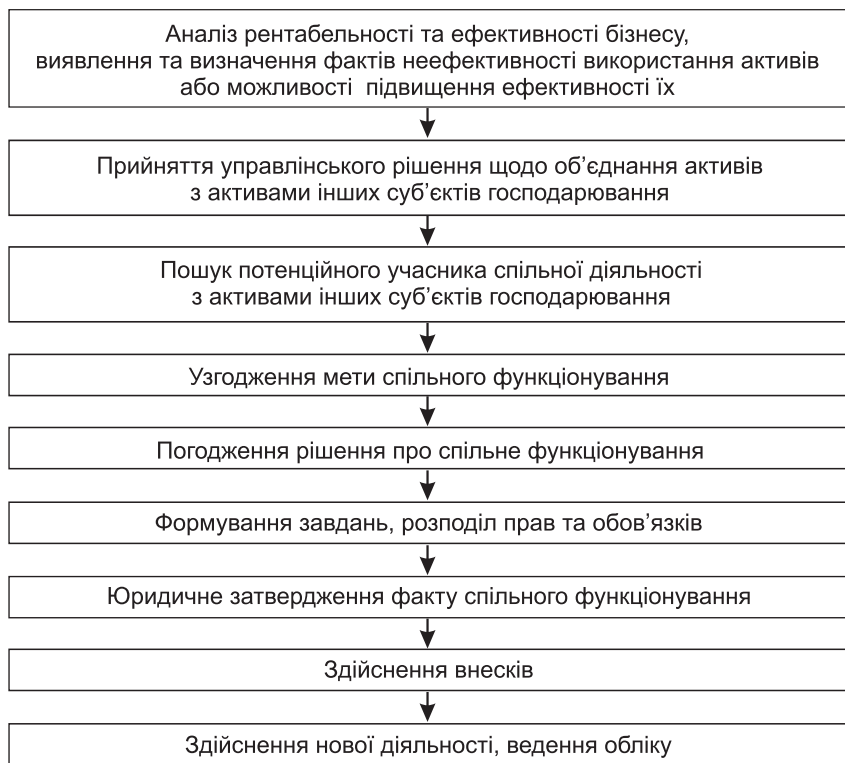 Аналіз рентабельності та ефективності бізнесу,
виявлення та визначення фактів неефективності використання активів
або можливості підвищення ефективності їх
Прийняття управлінського рішення щодо об’єднання активів
з активами інших суб’єктів господарювання
Пошук потенційного учасника спільної діяльності
з активами інших суб’єктів господарювання
Узгодження мети спільного функціонування
Погодження рішення про спільне функціонування
Формування завдань, розподіл прав та обов’язків
Юридичне затвердження факту спільного функціонування
Здійснення внесків
Здійснення нової діяльності, ведення обліку